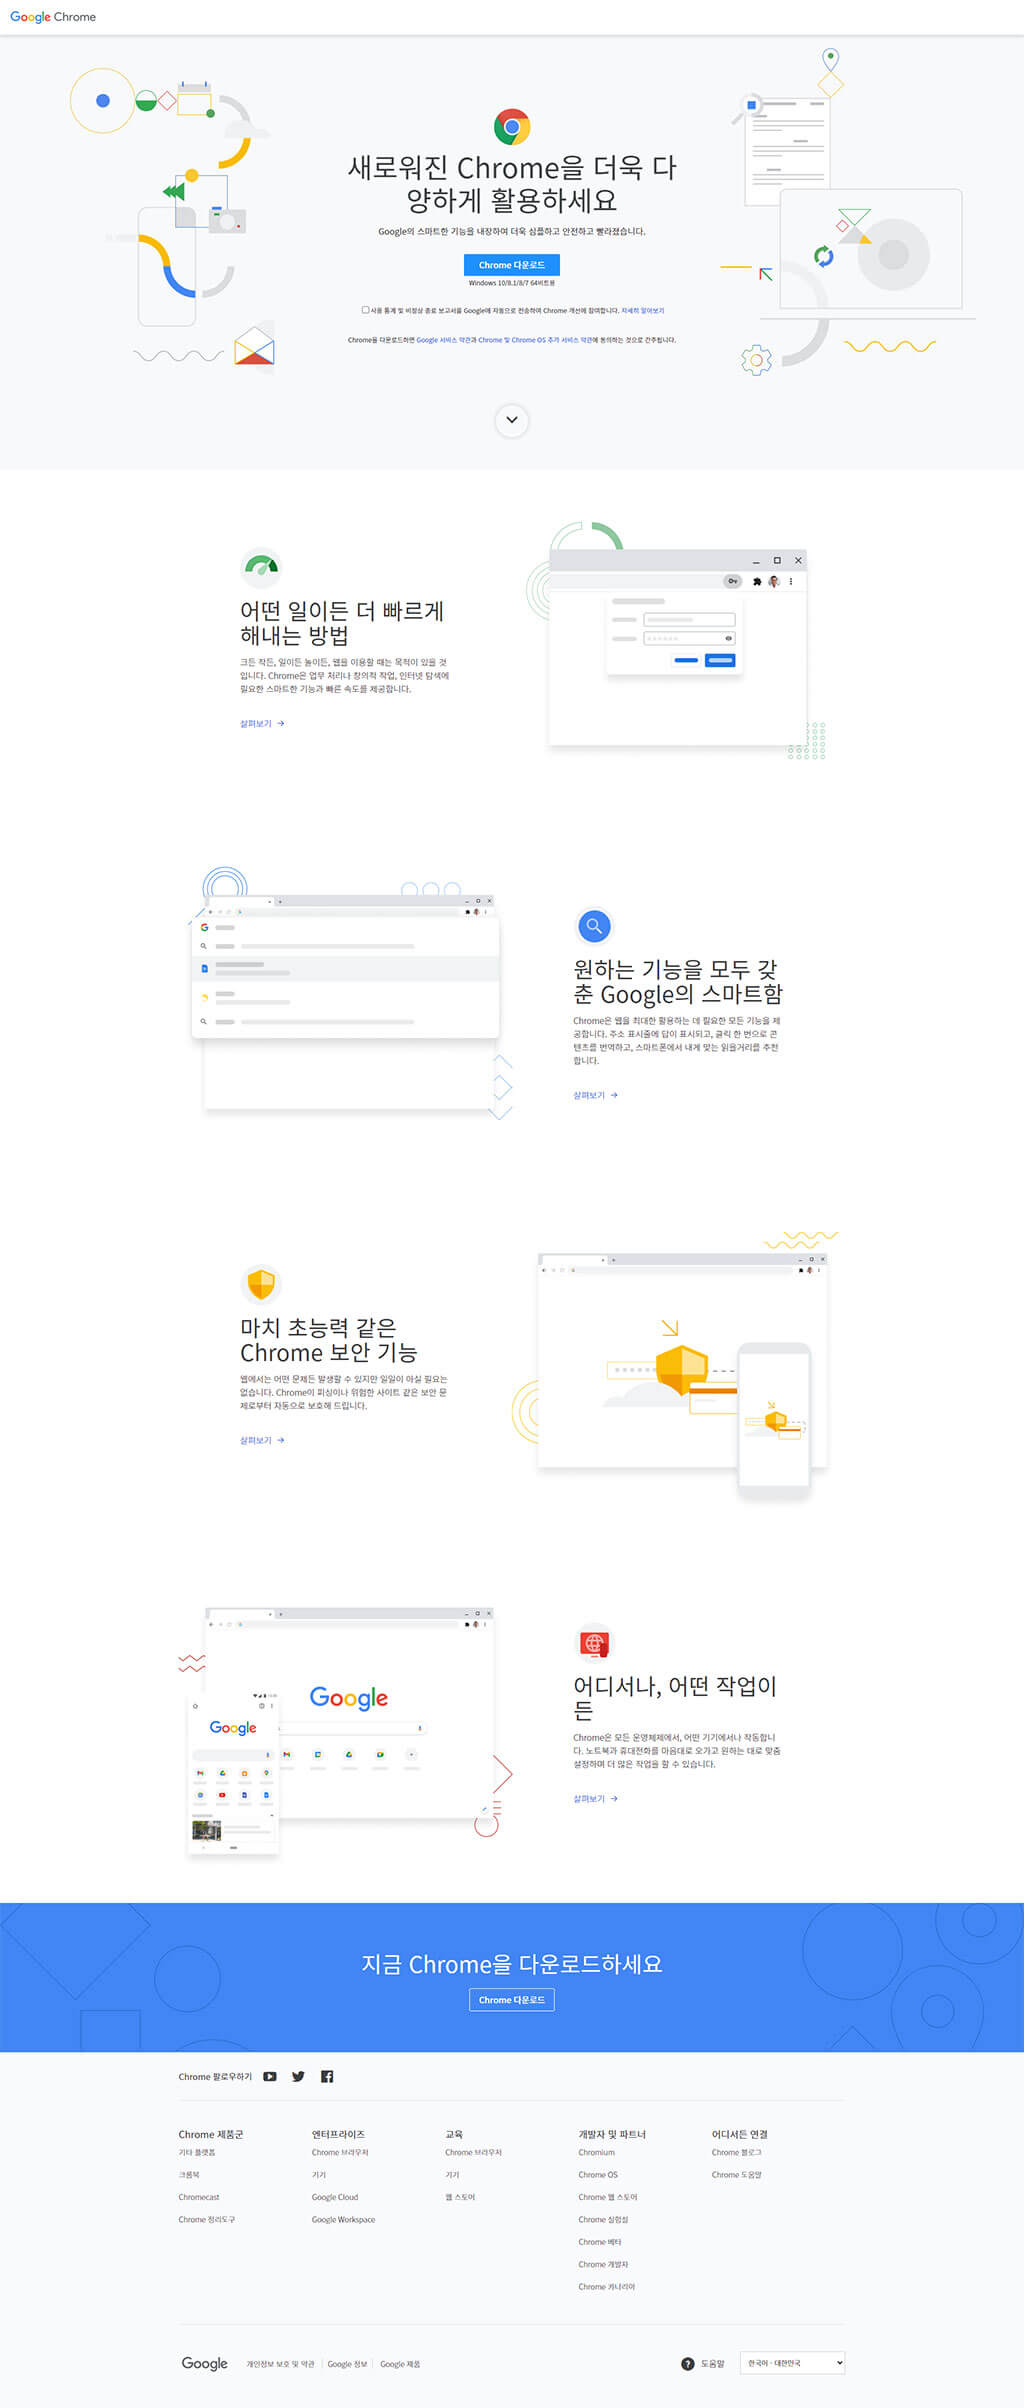 Google Chrome
새로워진 Chrome을 더욱 다
양하게 활용하세요
Google의 스마트한 기능을 내장하여 더욱 심플하고 안전하고 빨라졌습니다.
Chrome 다운로드
Windows 10/8.1/8/7 64비트용
사용 통계 및 비정상 종료 보고서를 Google에 자동으로 전송하여 Chrome 개선에 참여합니다. 자세히 알아보기
Chrome을 다운로드하면 Google 서비스 약관과 Chrome 및 Chrome OS 추가 서비스 약관에 동의하는 것으로 간주됩니다.
어떤 일이든 더 빠르게
해내는 방법
크든 작든, 일이든 놀이든, 웹을 이용할 때는 목적이 있을 것
입니다. Chrome은 업무 처리나 창의적 작업, 인터넷 탐색에
필요한 스마트한 기능과 빠른 속도를 제공합니다.
살펴보기
원하는 기능을 모두 갖
춘 Google의 스마트함
Chrome은 웹을 최대한 활용하는 데 필요한 모든 기능을 제
공합니다. 주소 표시줄에 답이 표시되고, 클릭 한 번으로 콘
텐츠를 번역하고, 스마트폰에서 내게 맞는 읽을거리를 추천
합니다.
살펴보기
마치 초능력 같은
Chrome 보안 기능
웹에서는 어떤 문제든 발생할 수 있지만 일일이 아실 필요는
없습니다. Chrome이 피싱이나 위험한 사이트 같은 보안 문
제로부터 자동으로 보호해 드립니다.
살펴보기
Google
Google
어디서나, 어떤 작업이
든
Chrome은 모든 운영체제에서, 어떤 기기에서나 작동합니
다. 노트북과 휴대전화를 마음대로 오가고 원하는 대로 맞춤
설정하며 더 많은 작업을 할 수 있습니다.
살펴보기
지금 Chrome을 다운로드하세요
Chrome 다운로드
Chrome 팔로우하기
Chrome 제품군
기타 플랫폼
크롬북
Chromecast
Chrome 정리도구
엔터프라이즈
Chrome 브라우저
기기
Google Cloud
Google Workspace
교육
Chrome 브라우저
기기
웹 스토어
개발자 및 파트너
Chromium
Chrome OS
Chrome 웹 스토어
Chrome 실험실
Chrome 베타
Chrome 개발자
Chrome 카나리아
어디서든 연결
Chrome 블로그
Chrome 도움말
Google 개인정보 보호 및 약관 Google 정보 Google 제품
도움말 한국어 - 대한민국